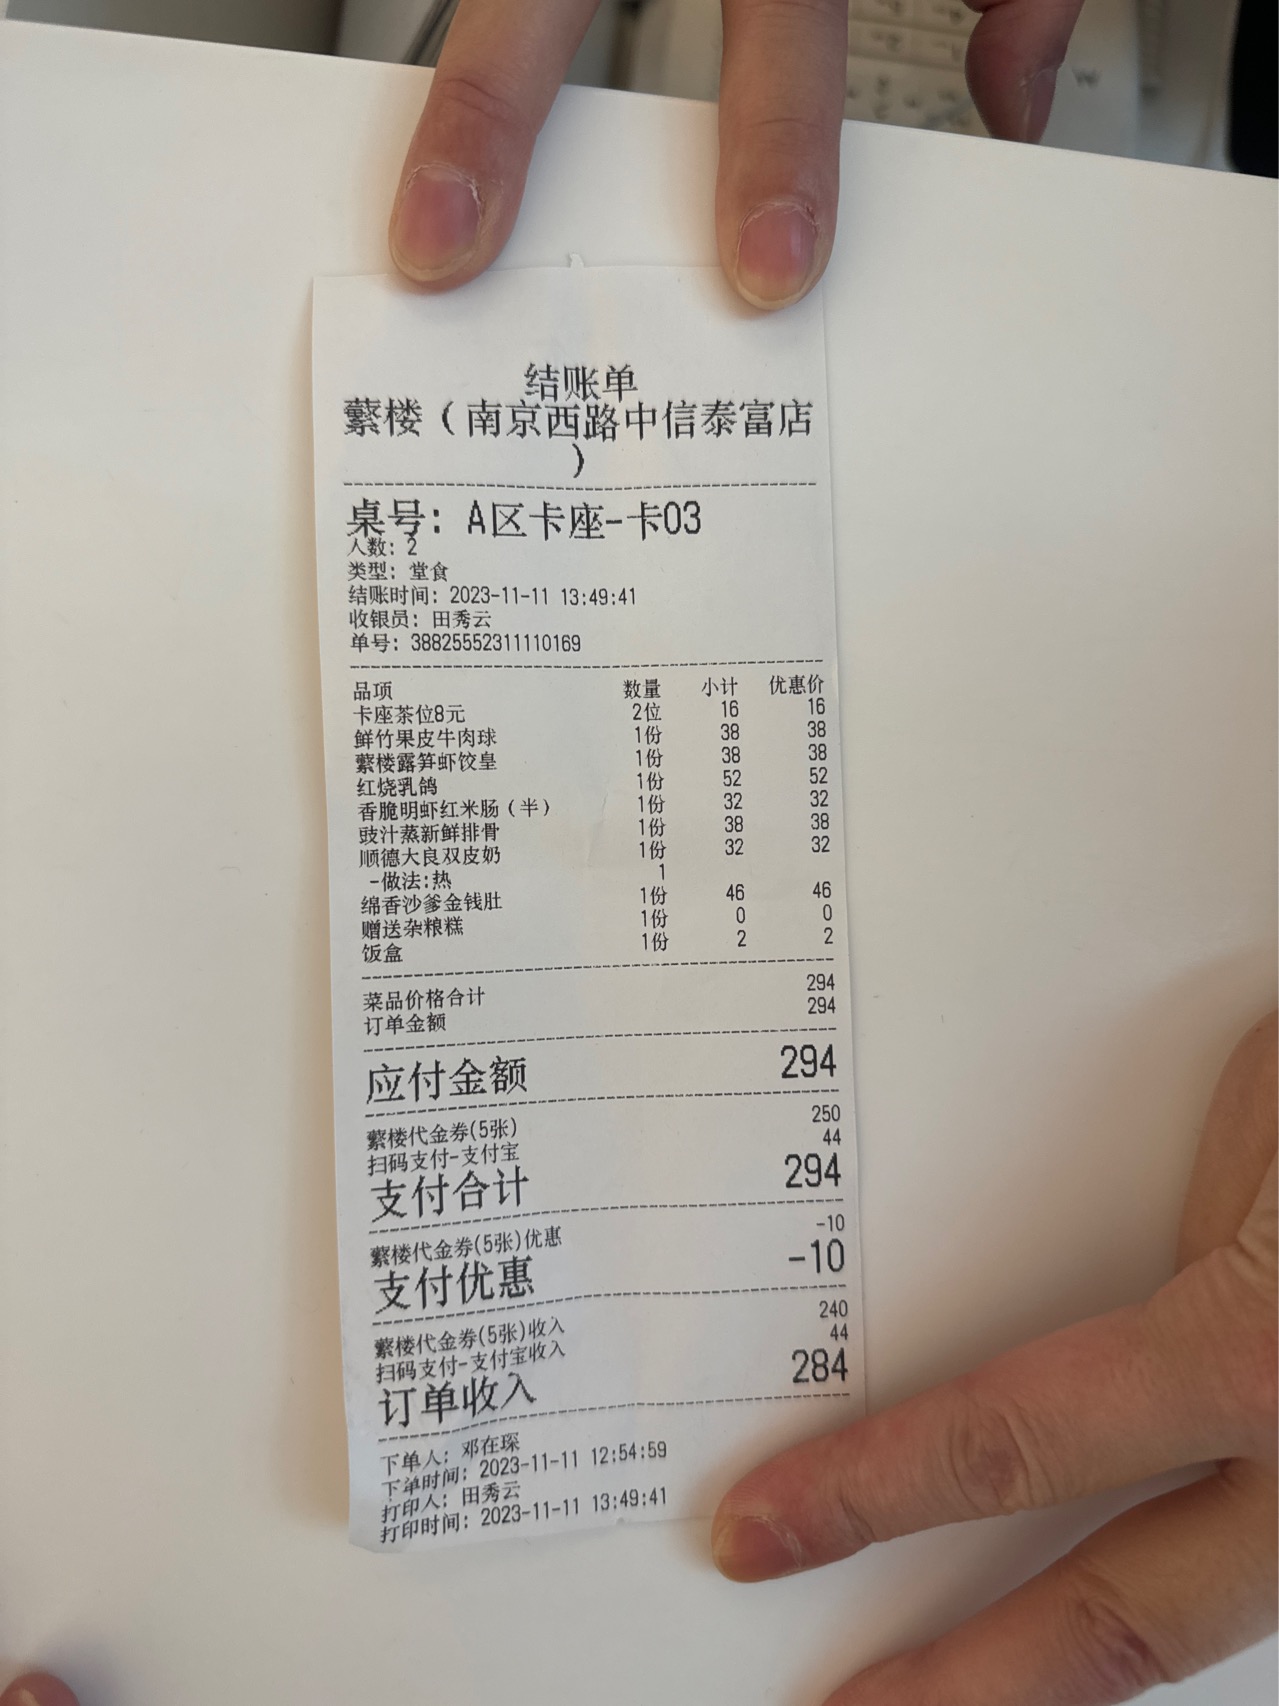 结账单
蘩楼（南京西路中信泰富店
）
桌号：A区卡座-卡03
人数：2
类型：堂食
结账时间：2023-11-11 13:49:41
收银员：田秀云
单号：38825552311110169
品项 数量 小计 优惠价
卡座茶位8元 2位 16 16
鲜竹果皮牛肉球 1份 38 38
蘩楼露笋虾饺皇 1份 38 38
红烧乳鸽 1份 52 52
香脆明虾红米肠（半） 1份 32 32
豉汁蒸新鲜排骨 1份 38 38
顺德大良双皮奶 1份 32 32
-做法:热 1
绵香沙爹金钱肚 1份 46 46
赠送杂粮糕 1份 0 0
饭盒 1份 2 2
菜品价格合计 294
订单金额 294
应付金额 294
蘩楼代金券(5张) 250
扫码支付-支付宝 44
支付合计 294
蘩楼代金券(5张)优惠 -10
支付优惠 -10
蘩楼代金券(5张)收入 240
扫码支付-支付宝收入 44
订单收入 284
下单人：邓在琛
下单时间：2023-11-11 12:54:59
打印人：田秀云
打印时间：2023-11-11 13:49:41